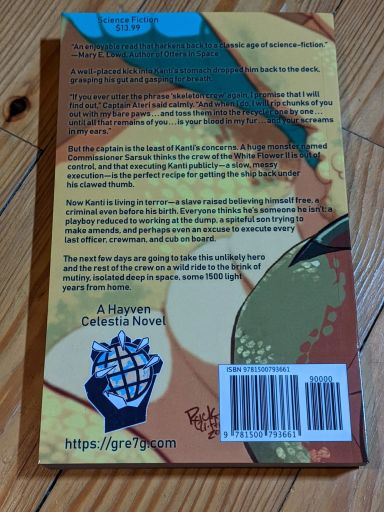 Science Fiction
$13.99
"An enjoyable read that harkens back to a classic age of science-fiction."
—Mary E. Lowd, Author of Otters in Space
A well-placed kick into Kanti's stomach dropped him back to the deck,
grasping his gut and gasping for breath.
"If you ever utter the phrase 'skeleton crew' again, I promise that I will
find out," Captain Ateri said calmly. "And when I do, I will rip chunks of you
out with my bare paws . . . and toss them into the recycler one by one . . .
until all that remains of you . . . is your blood in my fur . . . and your screams
in my ears."
But the captain is the least of Kanti's concerns. A huge monster named
Commissioner Sarsuk thinks the crew of the White Flower II is out of
control, and that executing Kanti publicly—a slow, messy
execution—is the perfect recipe for getting the ship back under
his clawed thumb.
Now Kanti is living in terror—a slave raised believing himself free, a
criminal even before his birth. Everyone thinks he's someone he isn't: a
playboy reduced to working at the dump, a spiteful son trying to
make amends, and perhaps even an excuse to execute every
last officer, crewman, and cub on board.
The next few days are going to take this unlikely hero
and the rest of the crew on a wild ride to the brink of
mutiny, isolated deep in space, some 1500 light
years from home.
A Hayven
Celestia Novel
https://gre7g.com
ISBN 9781500793661
90000
9 781500 793661